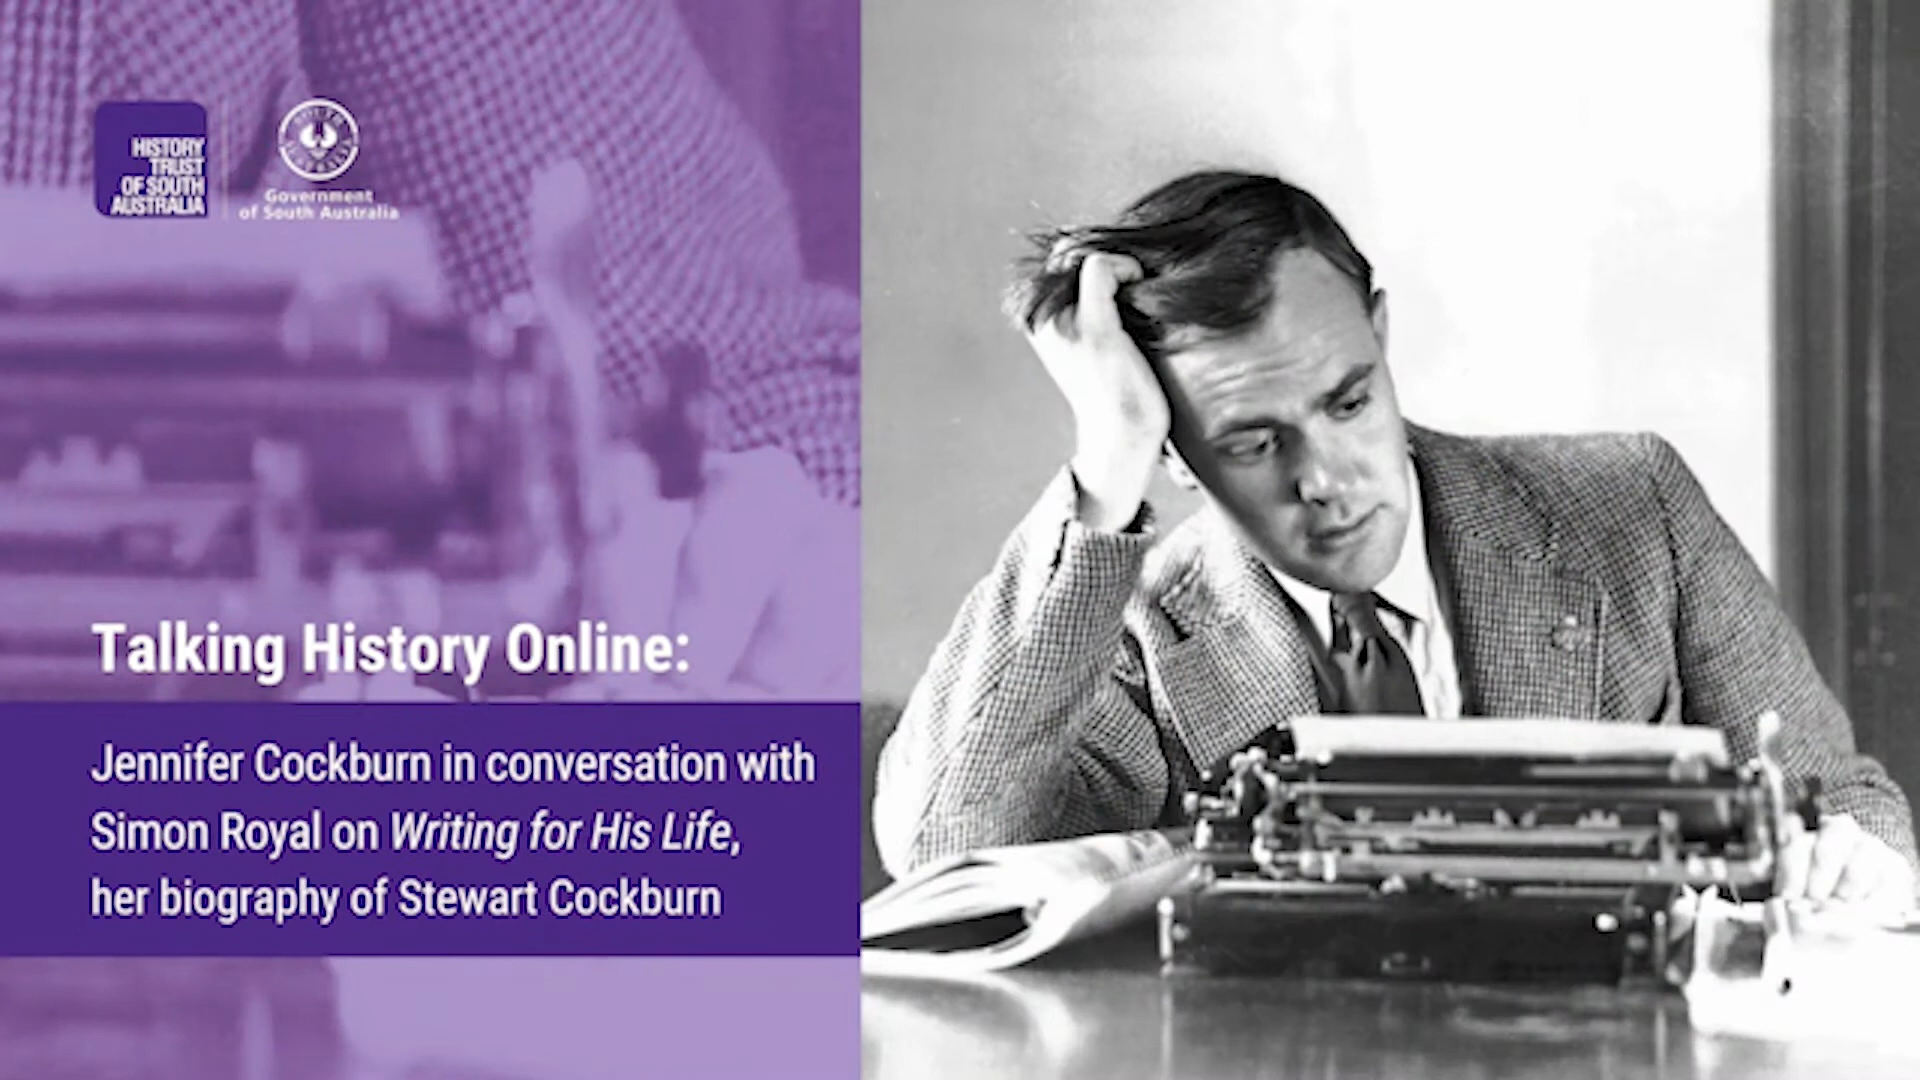 HISTORY
TRUST
OF SOUTH
AUSTRALIA
Government
of South Australia
Talking History Online:
Jennifer Cockburn in conversation with
Simon Royal on Writing for His Life,
her biography of Stewart Cockburn